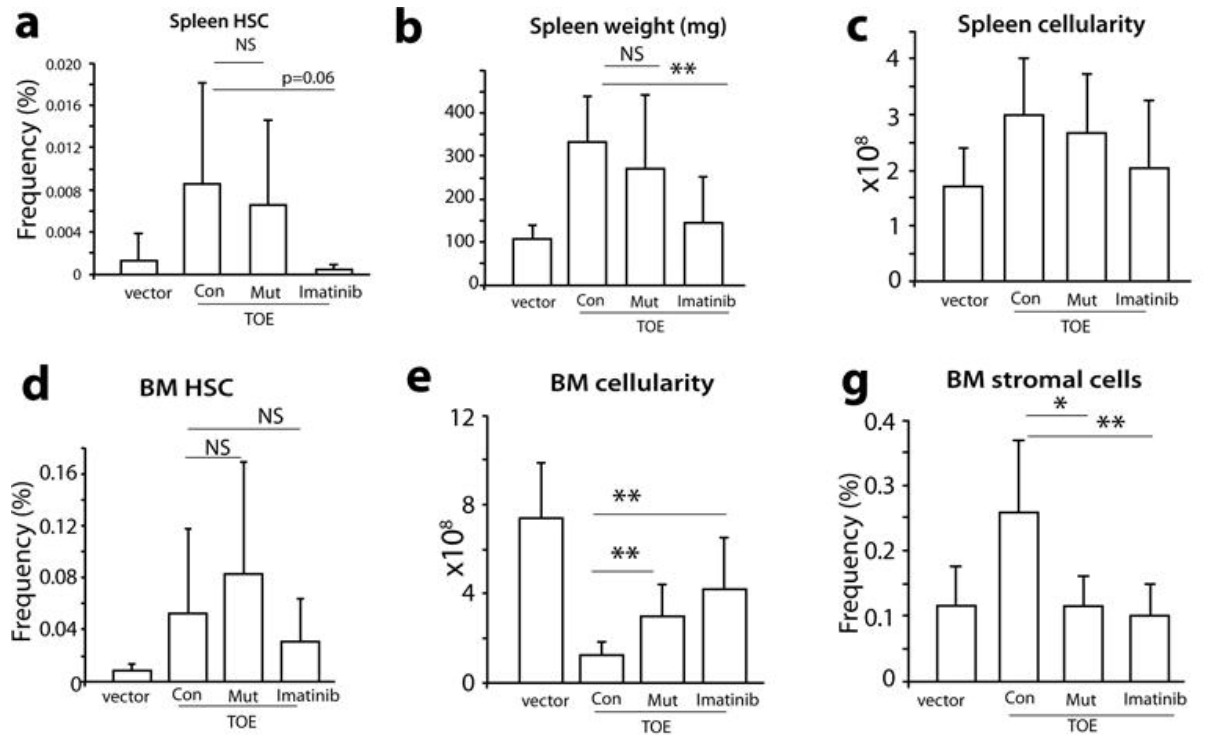 a
Spleen HSC
NS
p=0.06
Frequency (%)
0.020
0.016
0.012
0.008
0.004
0
vector
Con
Mut
Imatinib
TOE
b
Spleen weight (mg)
NS
**
400
300
200
100
0
vector
Con
Mut
Imatinib
TOE
c
Spleen cellularity
x10⁸
4
3
2
1
0
vector
Con
Mut
Imatinib
TOE
d
BM HSC
NS
NS
Frequency (%)
0.16
0.12
0.08
0.04
0
vector
Con
Mut
Imatinib
TOE
e
BM cellularity
**
**
x10⁸
12
8
4
0
vector
Con
Mut
Imatinib
TOE
g
BM stromal cells
*
**
Frequency (%)
0.4
0.3
0.2
0.1
0
vector
Con
Mut
Imatinib
TOE